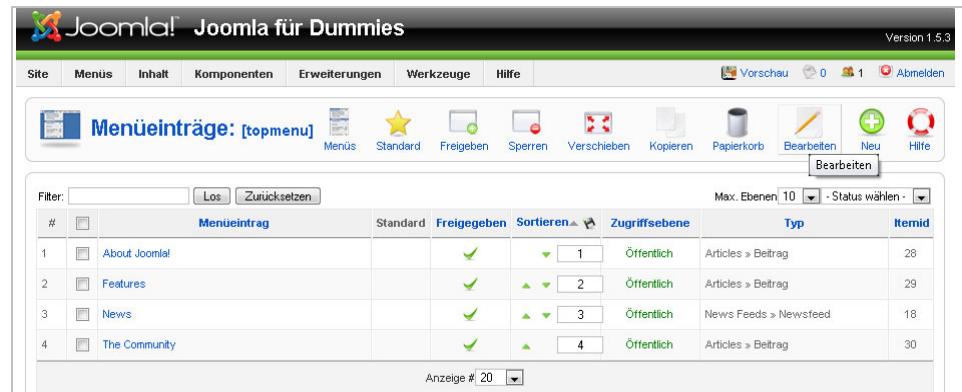 Joomla! Joomla für Dummies
Version 1.5.3
Site Menüs Inhalt Komponenten Erweiterungen Werkzeuge Hilfe Vorschau 0 1 Abmelden
Menüeinträge: [topmenu]
Menüs Standard Freigeben Sperren Verschieben Kopieren Papierkorb Bearbeiten Neu Hilfe
Bearbeiten
Filter: Los Zurücksetzen Max. Ebenen 10 - Status wählen -
# Menüeintrag Standard Freigegeben Sortieren Zugriffsebene Typ Itemid
1 About Joomla! 1 Öffentlich Articles » Beitrag 28
2 Features 2 Öffentlich Articles » Beitrag 29
3 News 3 Öffentlich News Feeds » Newsfeed 18
4 The Community 4 Öffentlich Articles » Beitrag 30
Anzeige # 20